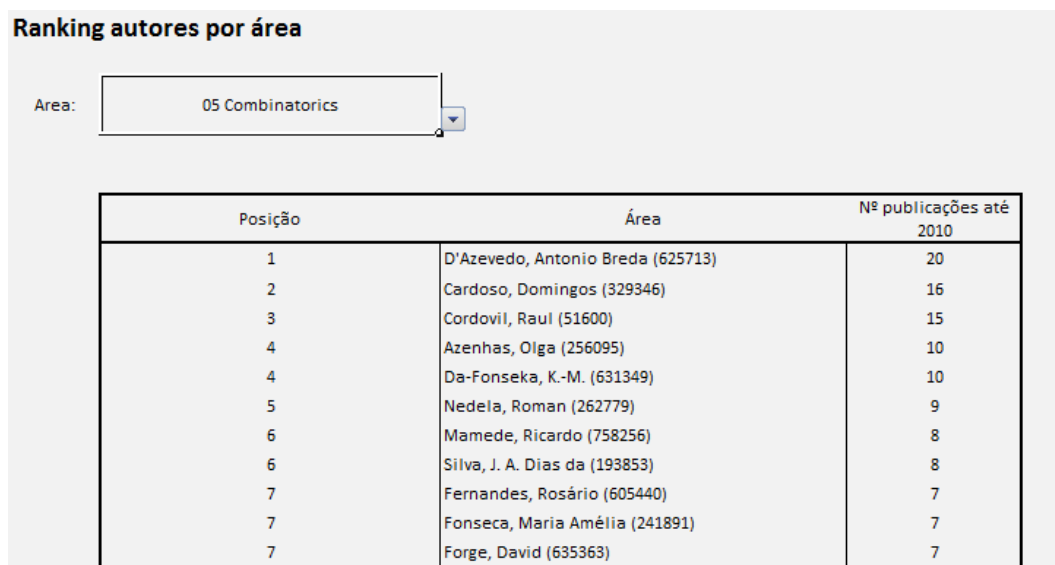 Ranking autores por área
Area: 05 Combinatorics
Posição Área Nº publicações até 2010
1 D'Azevedo, Antonio Breda (625713) 20
2 Cardoso, Domingos (329346) 16
3 Cordovil, Raul (51600) 15
4 Azenhas, Olga (256095) 10
4 Da-Fonseka, K.-M. (631349) 10
5 Nedela, Roman (262779) 9
6 Mamede, Ricardo (758256) 8
6 Silva, J. A. Dias da (193853) 8
7 Fernandes, Rosário (605440) 7
7 Fonseca, Maria Amélia (241891) 7
7 Forge, David (635363) 7